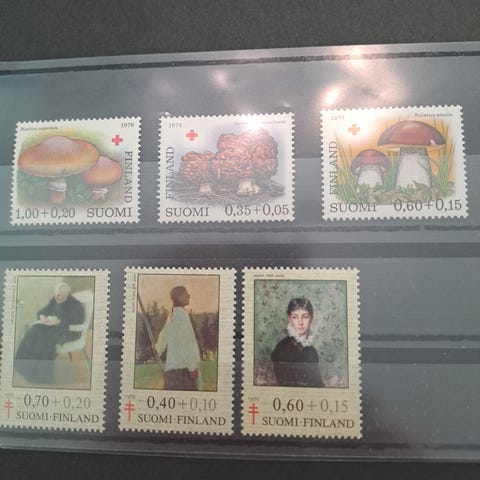 1978
FINLAND
1,00+0,20 SUOMI
1978
FINLAND
SUOMI 0,35+0,05
1978
Boletus edulis
FINLAND
SUOMI 0,60+0,15
0,70+0,20
SUOMI·FINLAND
0,40+0,10
SUOMI·FINLAND
0,60+0,15
SUOMI·FINLAND